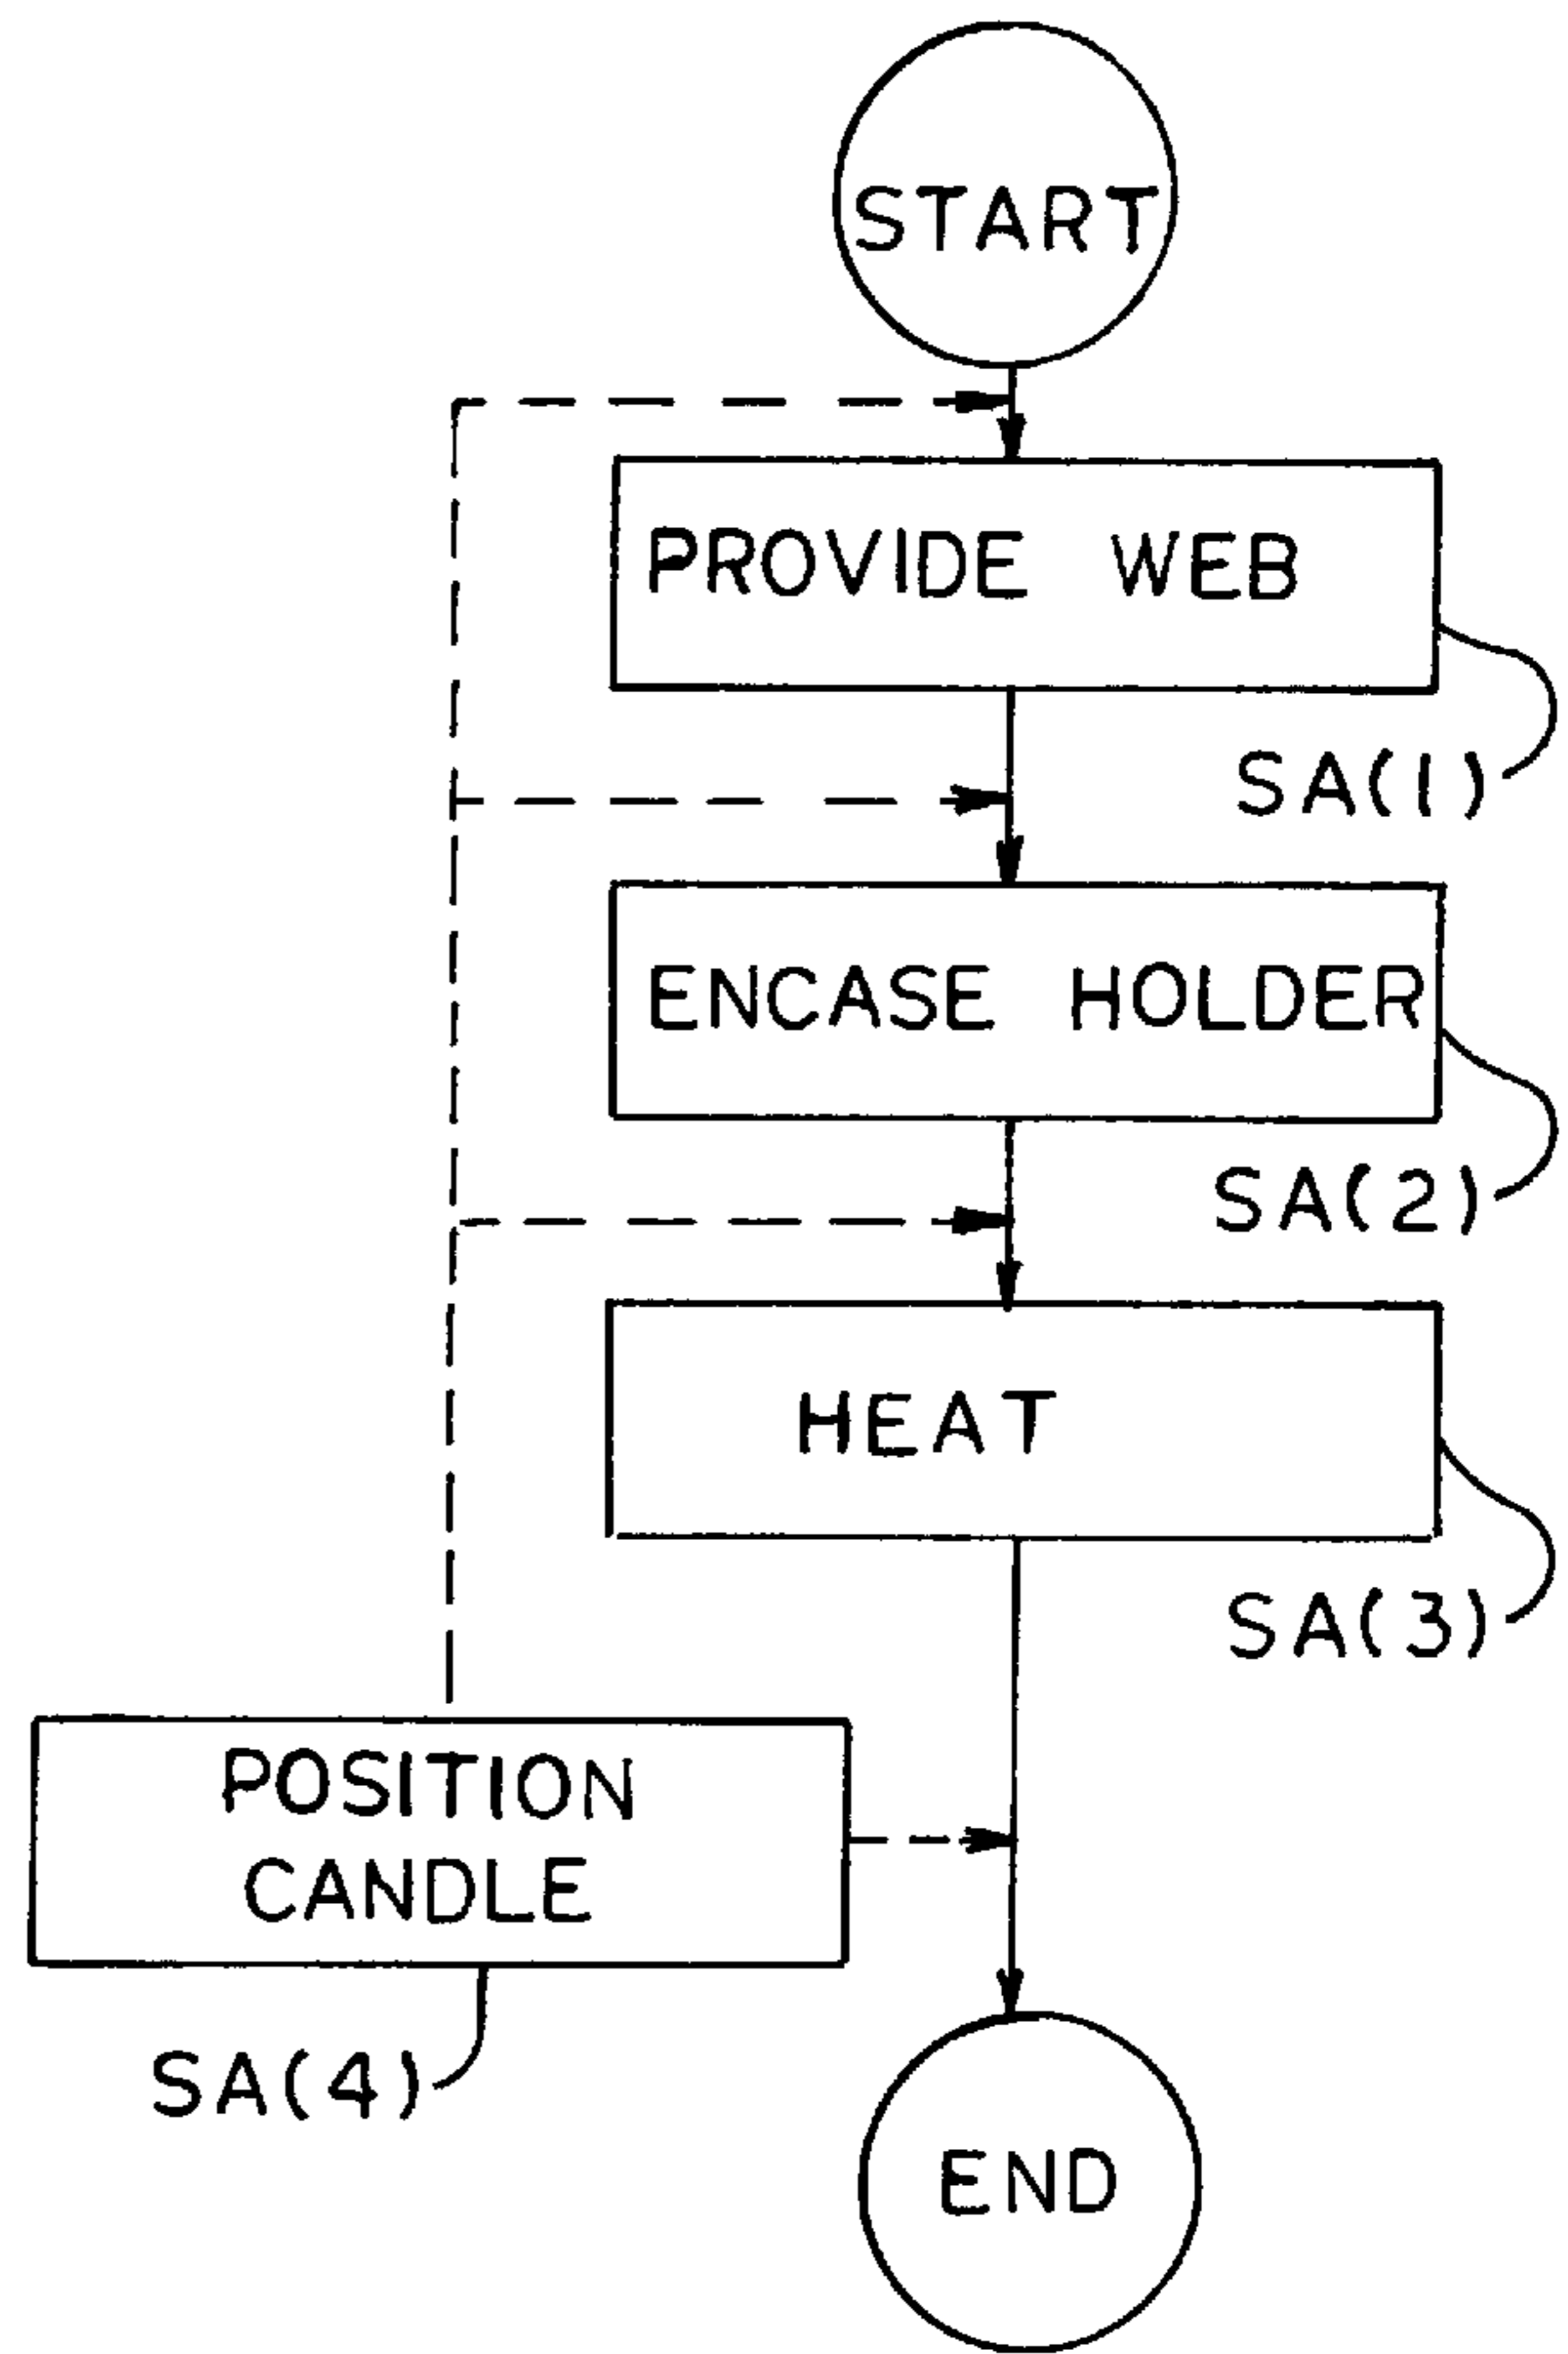 START
PROVIDE WEB
SA(1)
ENCASE HOLDER
SA(2)
HEAT
SA(3)
POSITION
CANDLE
SA(4)
END